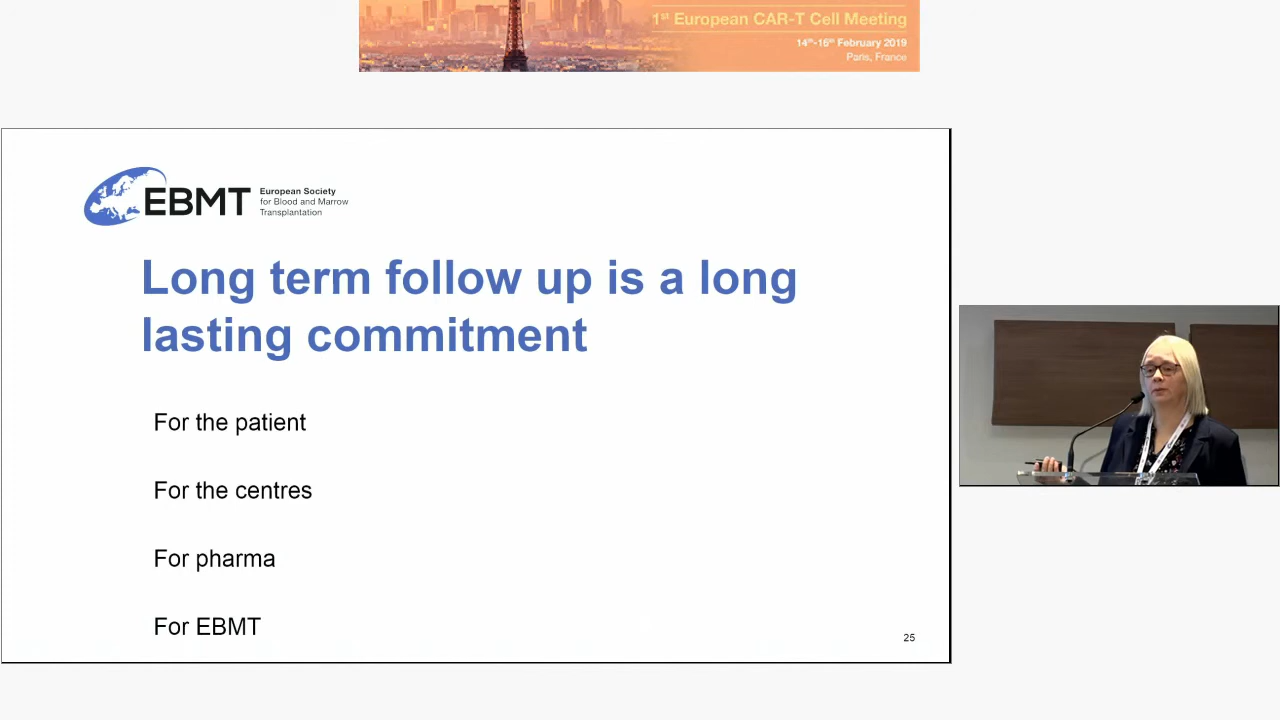 1st European CAR-T Cell Meeting
14th-16th February 2019
Paris, France
EBMT
European Society
for Blood and Marrow
Transplantation
Long term follow up is a long
lasting commitment
For the patient
For the centres
For pharma
For EBMT
25